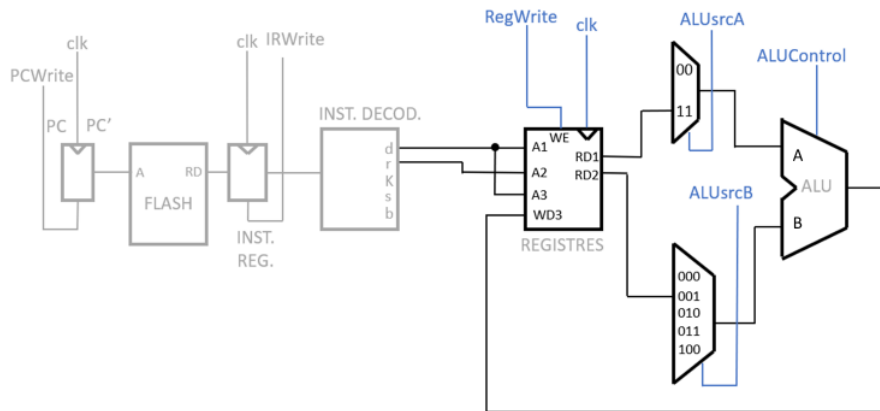 RegWrite
ALUsrcA
clk
clk
IRWrite
clk
ALUControl
PCWrite
00
INST. DECOD.
PC
PC'
WE
11
d
A1
RD1
A
r
A2
RD2
A
RD
K
A3
ALU
s
FLASH
b
WD3
ALUsrcB
B
INST.
REG.
REGISTRES
000
001
010
011
100